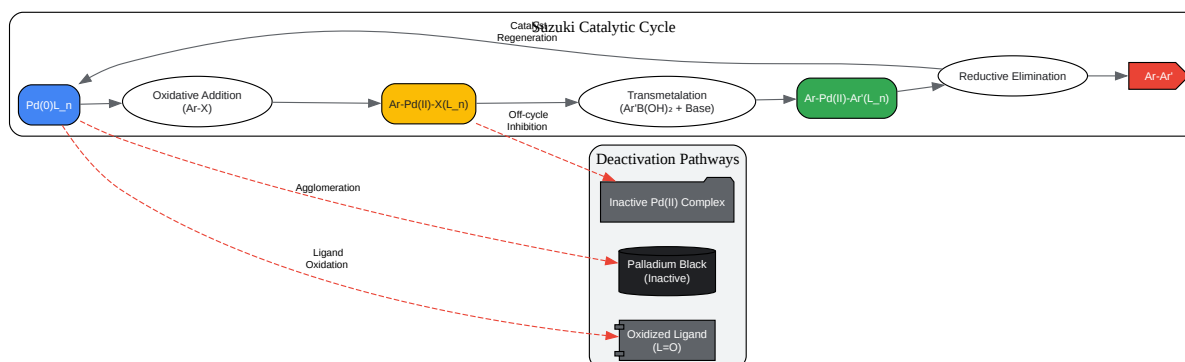 Suzuki Catalytic Cycle
Catalyst
Regeneration
Pd(0)L_n
Oxidative Addition
(Ar-X)
Ar-Pd(II)-X(L_n)
Transmetalation
(Ar'B(OH)₂ + Base)
Ar-Pd(II)-Ar'(L_n)
Reductive Elimination
Ar-Ar'
Off-cycle
Inhibition
Deactivation Pathways
Inactive Pd(II) Complex
Agglomeration
Palladium Black
(Inactive)
Ligand
Oxidation
Oxidized Ligand
(L=O)